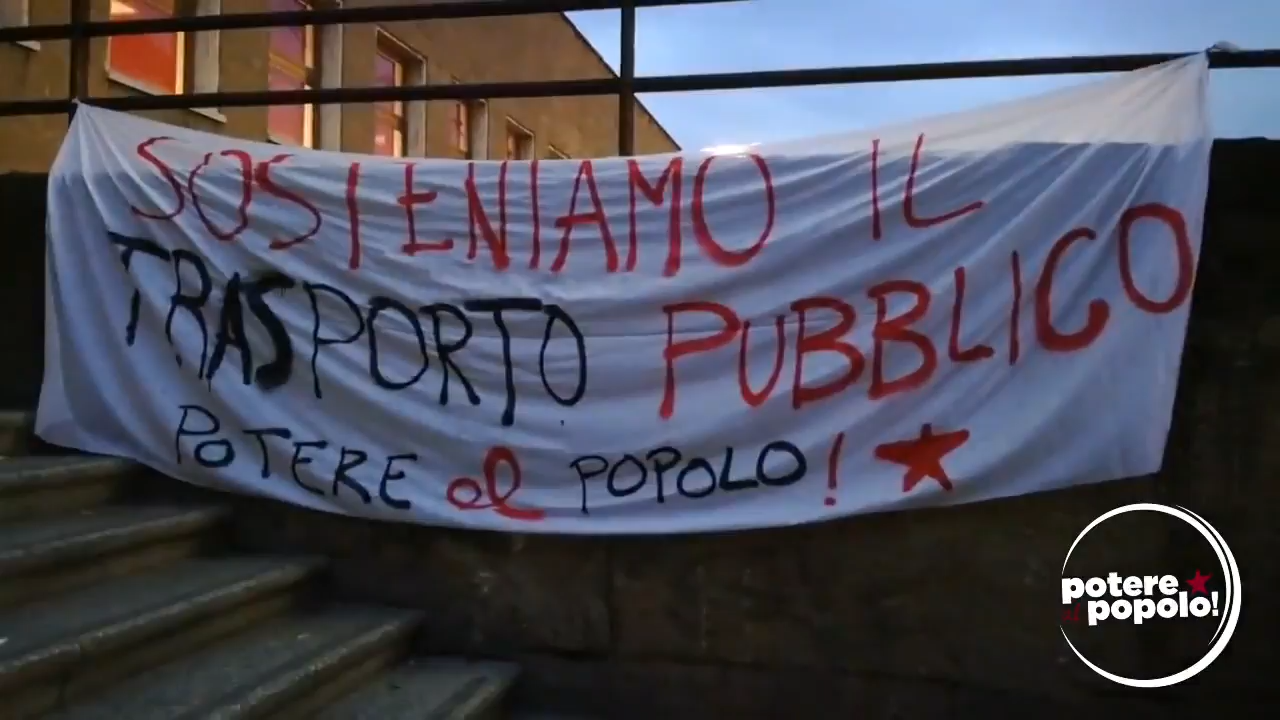 SOSTENIAMO IL
TRASPORTO PUBBLICO
POTERE al POPOLO!
potere
al popolo!